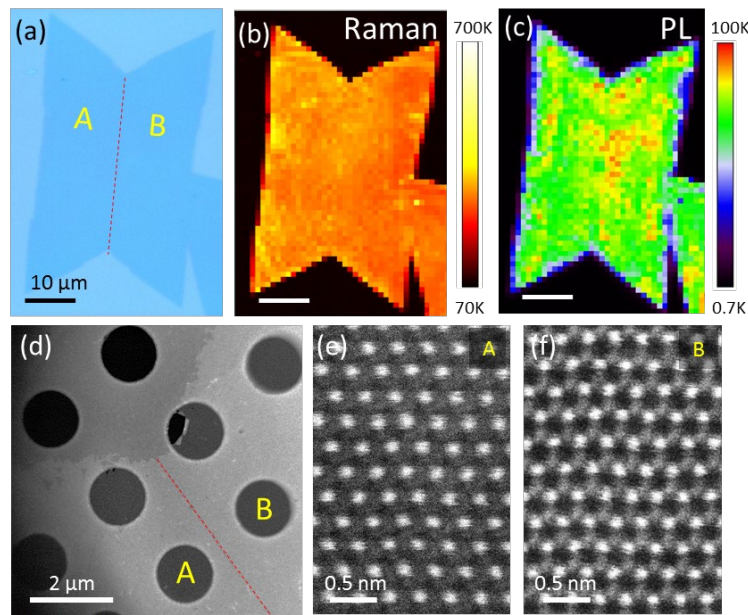 (a)
A
B
10 µm
(b)
Raman
700K
70K
(c)
PL
100K
0.7K
(d)
B
A
2 µm
(e)
A
0.5 nm
(f)
B
0.5 nm